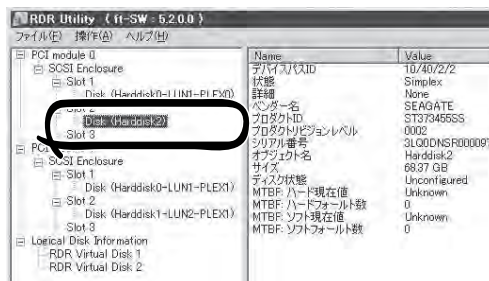 RDR Utility ( ft-SW : 5.2.0.0 )
ファイル(F) 操作(A) ヘルプ(H)
PCI module 0
SCSI Enclosure
Slot 1
Disk (Harddisk0-LUN1-PLEX0)
Slot 2
Disk (Harddisk2)
Slot 3
SCSI Enclosure
Slot 1
Disk (Harddisk0-LUN1-PLEX1)
Slot 2
Disk (Harddisk1-LUN2-PLEX1)
Slot 3
Logical Disk Information
RDR Virtual Disk 1
RDR Virtual Disk 2
Name Value
デバイスパスID 10/40/2/2
状態 Simplex
詳細 None
ベンダー名 SEAGATE
プロダクトID ST373455SS
プロダクトリビジョンレベル 0002
シリアル番号 3LQ0DNSR00009
オブジェクト名 Harddisk2
サイズ 68.37 GB
ディスク状態 Unconfigured
MTBF: ハード現在値 Unknown
MTBF: ハードフォールト数 0
MTBF: ソフト現在値 Unknown
MTBF: ソフトフォールト数 0